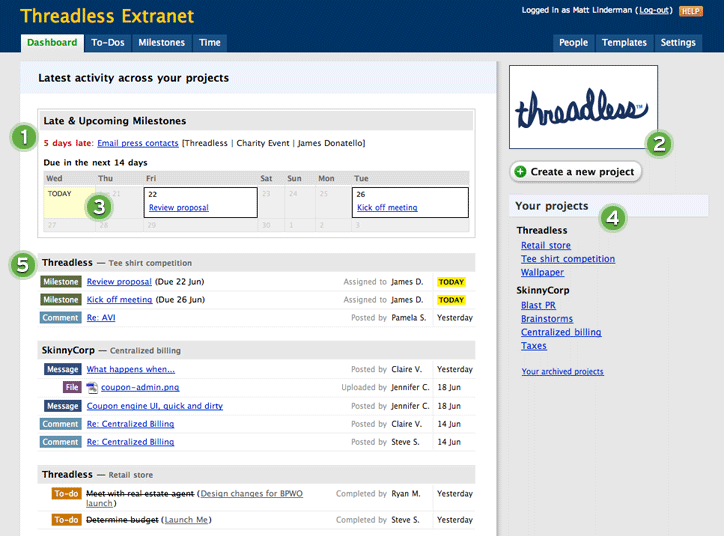 Threadless Extranet
Logged in as Matt Linderman (Log-out) HELP
Dashboard To-Dos Milestones Time People Templates Settings
Latest activity across your projects
Late & Upcoming Milestones
1 5 days late: Email press contacts [Threadless | Charity Event | James Donatello]
Due in the next 14 days
Wed Thu Fri Sat Sun Mon Tue
TODAY 21 22 23 24 25 26
3 Review proposal Kick off meeting
27 28 29 30 1 2 3
5 Threadless — Tee shirt competition
Milestone Review proposal (Due 22 Jun) Assigned to James D. TODAY
Milestone Kick off meeting (Due 26 Jun) Assigned to James D. TODAY
Comment Re: AVI Posted by Pamela S. Yesterday
SkinnyCorp — Centralized billing
Message What happens when... Posted by Claire V. Yesterday
File coupon-admin.png Uploaded by Jennifer C. 18 Jun
Message Coupon engine UI, quick and dirty Posted by Jennifer C. 18 Jun
Comment Re: Centralized Billing Posted by Claire V. 14 Jun
Comment Re: Centralized Billing Posted by Steve S. 14 Jun
Threadless — Retail store
To-do Meet with real estate agent (Design changes for BPWO
launch) Completed by Ryan M. Yesterday
To-do Determine budget (Launch Me) Completed by Steve S. Yesterday
threadless™
2
Create a new project
Your projects
4
Threadless
Retail store
Tee shirt competition
Wallpaper
SkinnyCorp
Blast PR
Brainstorms
Centralized billing
Taxes
Your archived projects